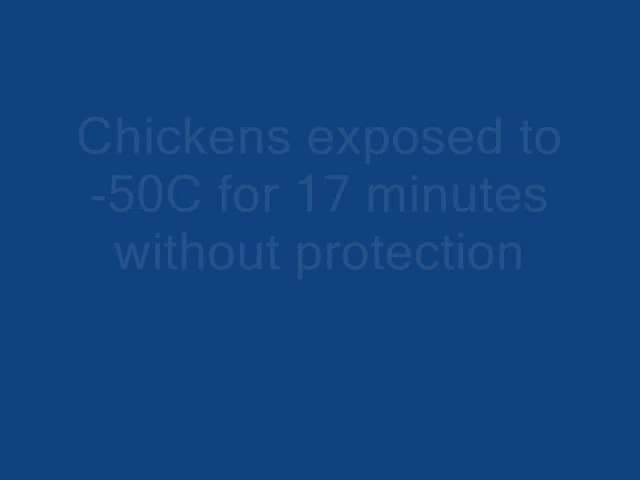 Chickens exposed to
-50C for 17 minutes
without protection